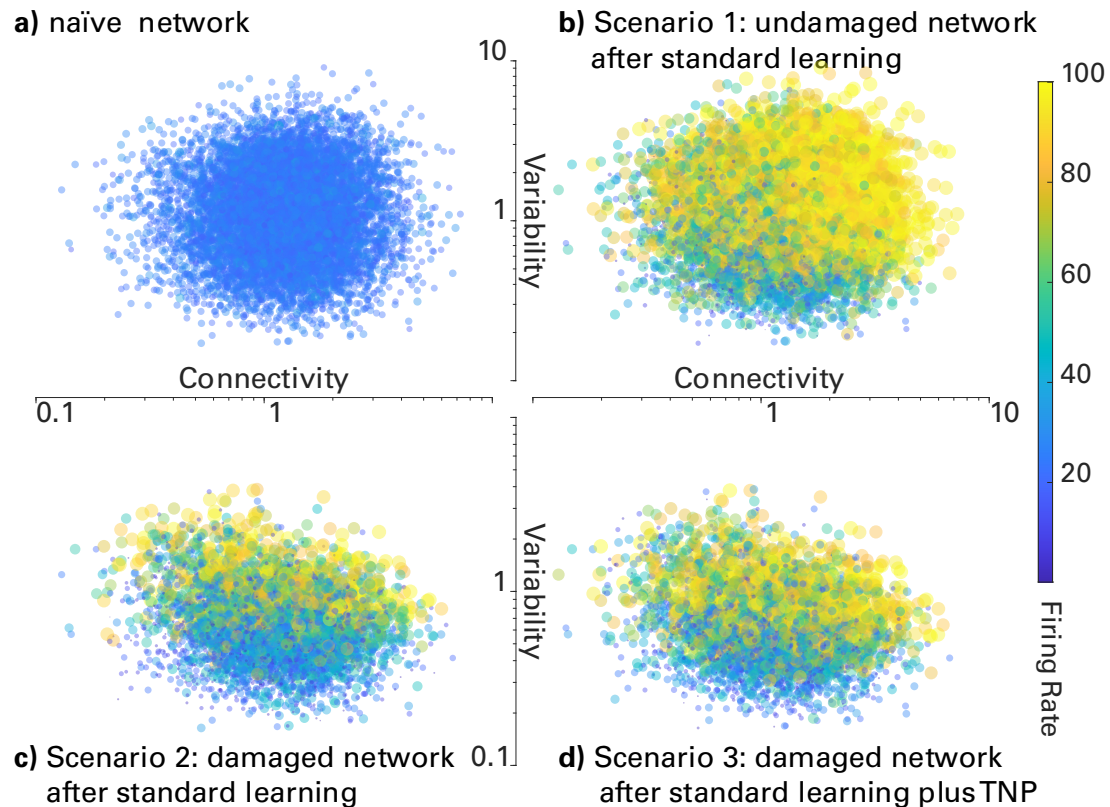 a) naïve network
b) Scenario 1: undamaged network
after standard learning
10
Variability
1
100
80
60
40
20
Firing Rate
Connectivity
0.1
1
Connectivity
1
10
Variability
1
0.1
c) Scenario 2: damaged network
after standard learning
d) Scenario 3: damaged network
after standard learning plus TNP